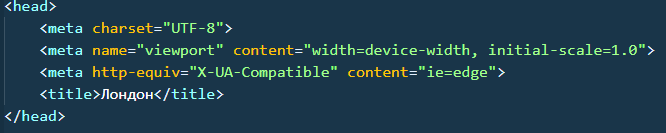 <head>
<meta charset="UTF-8">
<meta name="viewport" content="width=device-width, initial-scale=1.0">
<meta http-equiv="X-UA-Compatible" content="ie=edge">
<title>Лондон</title>
</head>